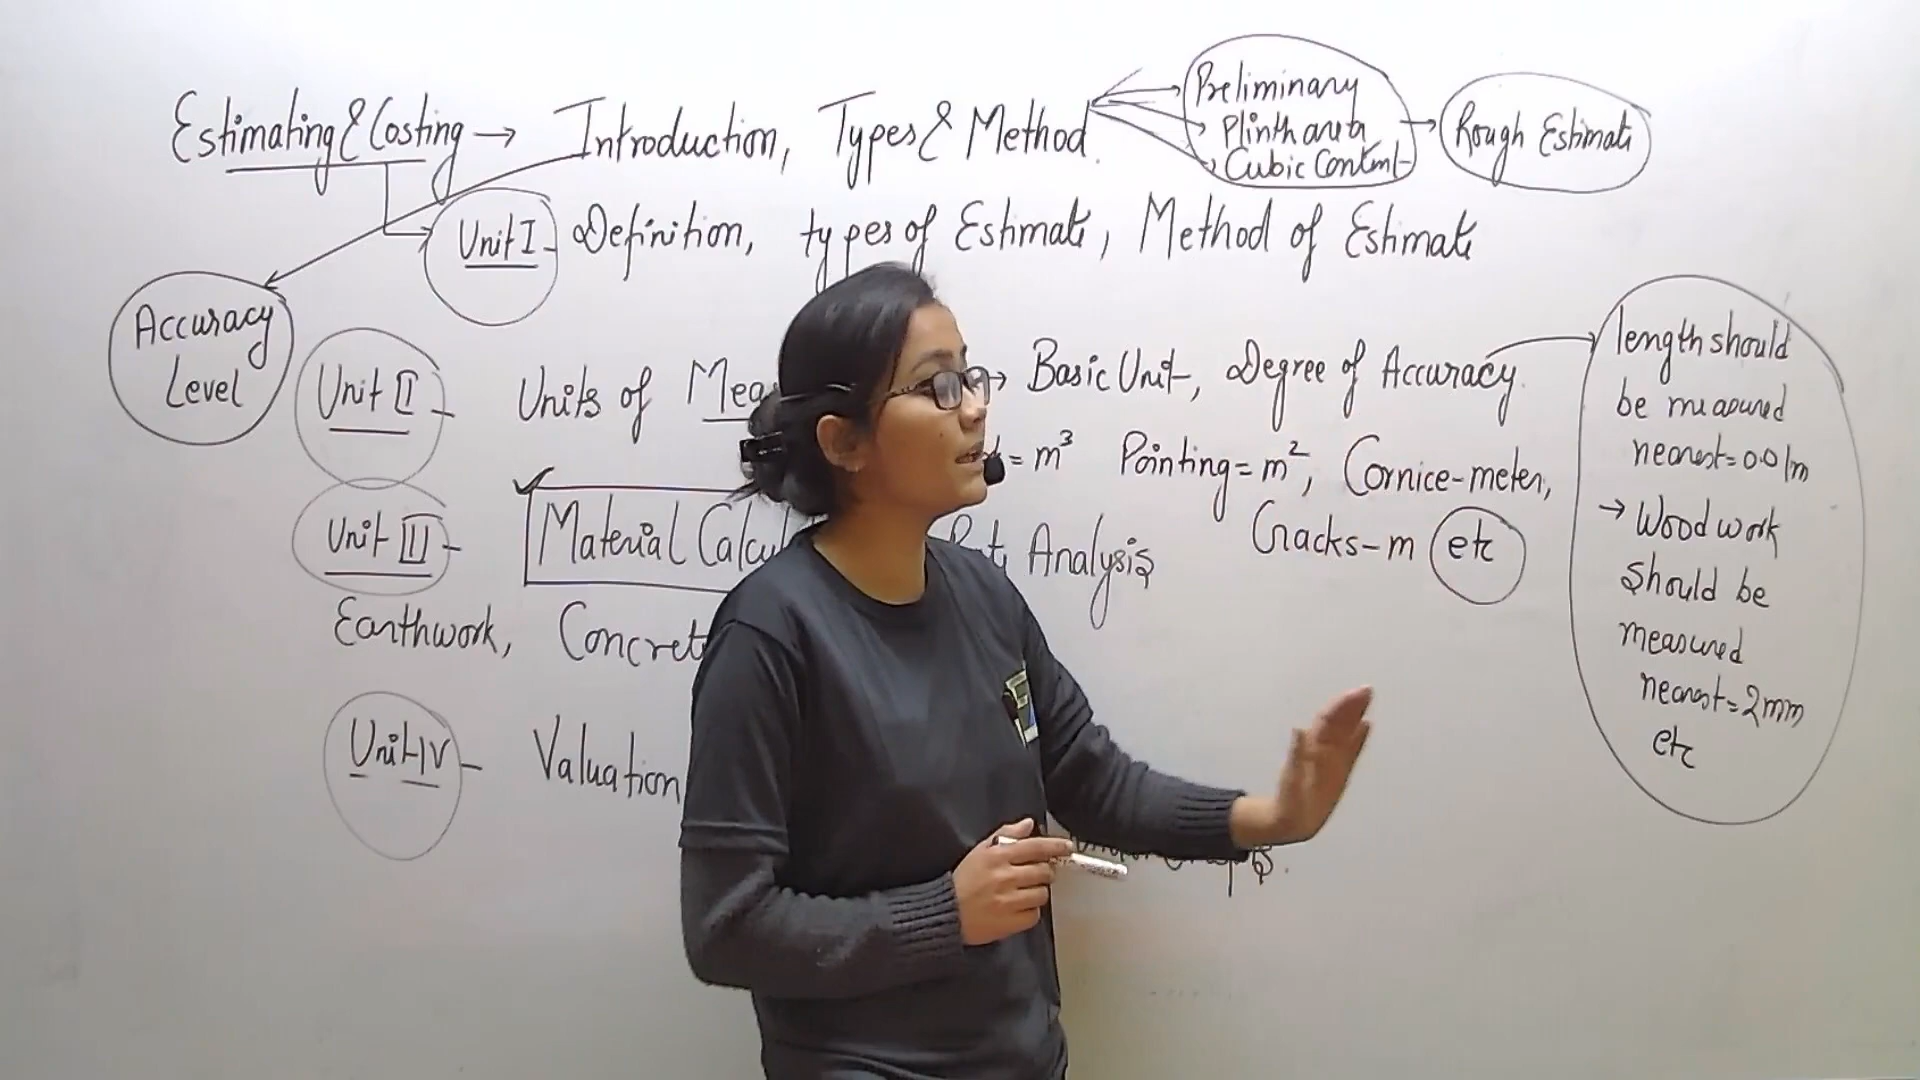 Estimating & Costing → Introduction, Types & Method.
Preliminary
Plinth area
Cubic Content
→ Rough Estimate
Unit I - Definition, types of Estimate, Method of Estimate
Accuracy
Level
Unit II - Units of Mea → Basic Unit, Degree of Accuracy.
= m³ Pointing = m², Cornice-meter,
Cracks-m etc
Unit III - Material Calcu Analysis
Earthwork, Concret
Unit-IV - Valuation
length should
be measured
nearest = 0.01m
→ Wood work
should be
measured
nearest = 2mm
etc